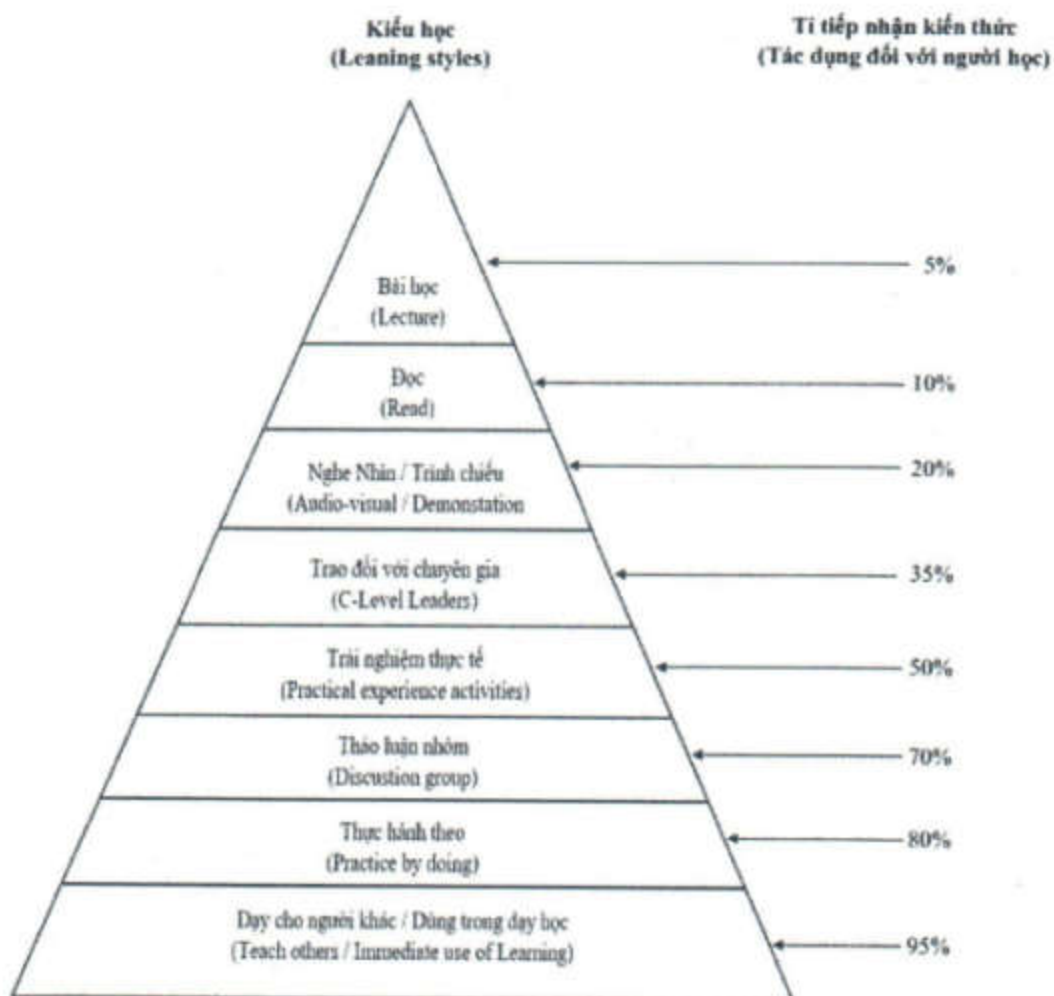 Kiểu học
(Leaning styles)
Tỉ tiếp nhận kiến thức
(Tác dụng đối với người học)
Bài học
(Lecture)
5%
Đọc
(Read)
10%
Nghe Nhìn / Trình chiếu
(Audio-visual / Demonstation
20%
Trao đổi với chuyên gia
(C-Level Leaders)
35%
Trải nghiệm thực tế
(Practical experience activities)
50%
Thảo luận nhóm
(Discustion group)
70%
Thực hành theo
(Practice by doing)
80%
Dạy cho người khác / Dùng trong dạy học
(Teach others / Immediate use of Learning)
95%